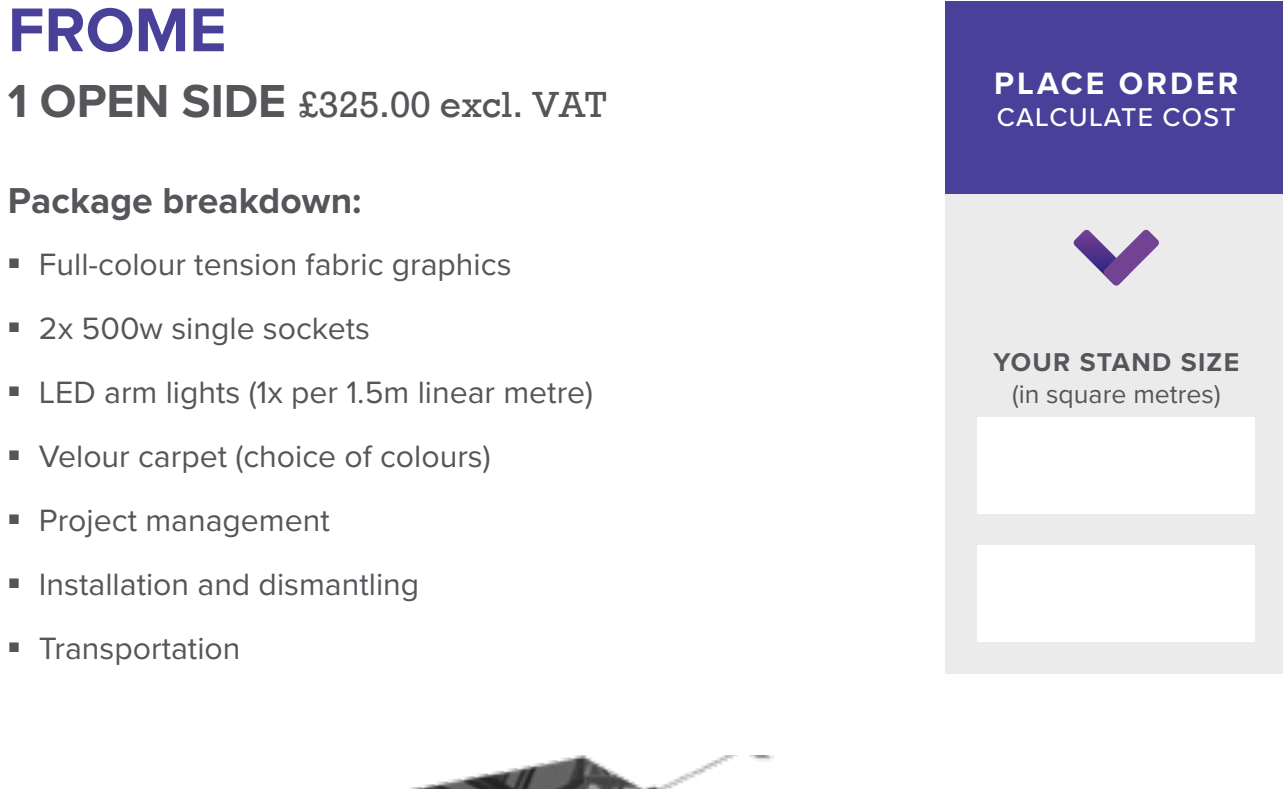 FROME
1 OPEN SIDE £325.00 excl. VAT
Package breakdown:
▪ Full-colour tension fabric graphics
▪ 2x 500w single sockets
▪ LED arm lights (1x per 1.5m linear metre)
▪ Velour carpet (choice of colours)
▪ Project management
▪ Installation and dismantling
▪ Transportation
PLACE ORDER
CALCULATE COST
YOUR STAND SIZE
(in square metres)